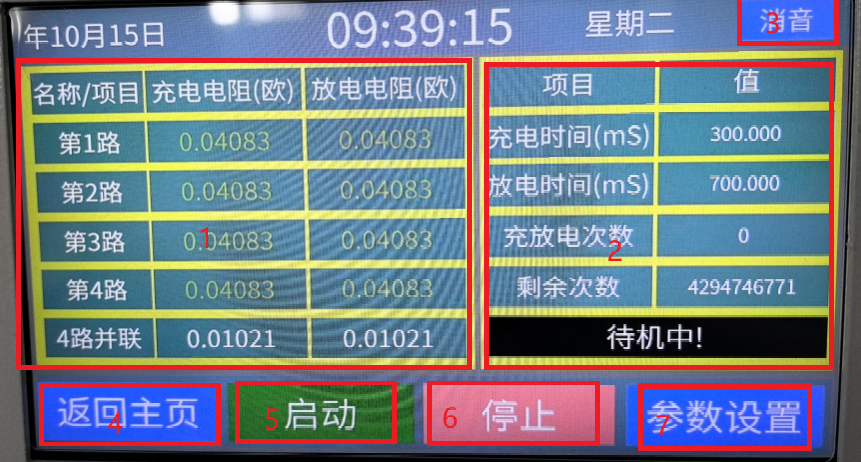 年10月15日 09:39:15 星期二 消音 3
名称/项目 充电电阻(欧) 放电电阻(欧) 项目 值
第1路 0.04083 0.04083 充电时间(mS) 300.000
第2路 0.04083 0.04083 放电时间(mS) 700.000
第3路 0.04083 0.04083 充放电次数 0
1 2
第4路 0.04083 0.04083 剩余次数 4294746771
4路并联 0.01021 0.01021 待机中!
返回主页 启动 停止 参数设置
4 5 6 7